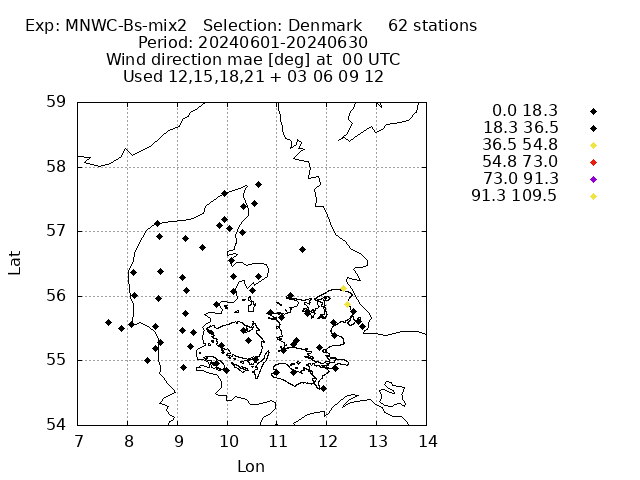 Exp: MNWC-Bs-mix2   Selection: Denmark     62 stations
Period: 20240601-20240630
Wind direction mae [deg] at  00 UTC
Used 12,15,18,21 + 03 06 09 12
0.0 18.3
18.3 36.5
36.5 54.8
54.8 73.0
73.0 91.3
91.3 109.5
Lat
59
58
57
56
55
54
7 8 9 10 11 12 13 14
Lon